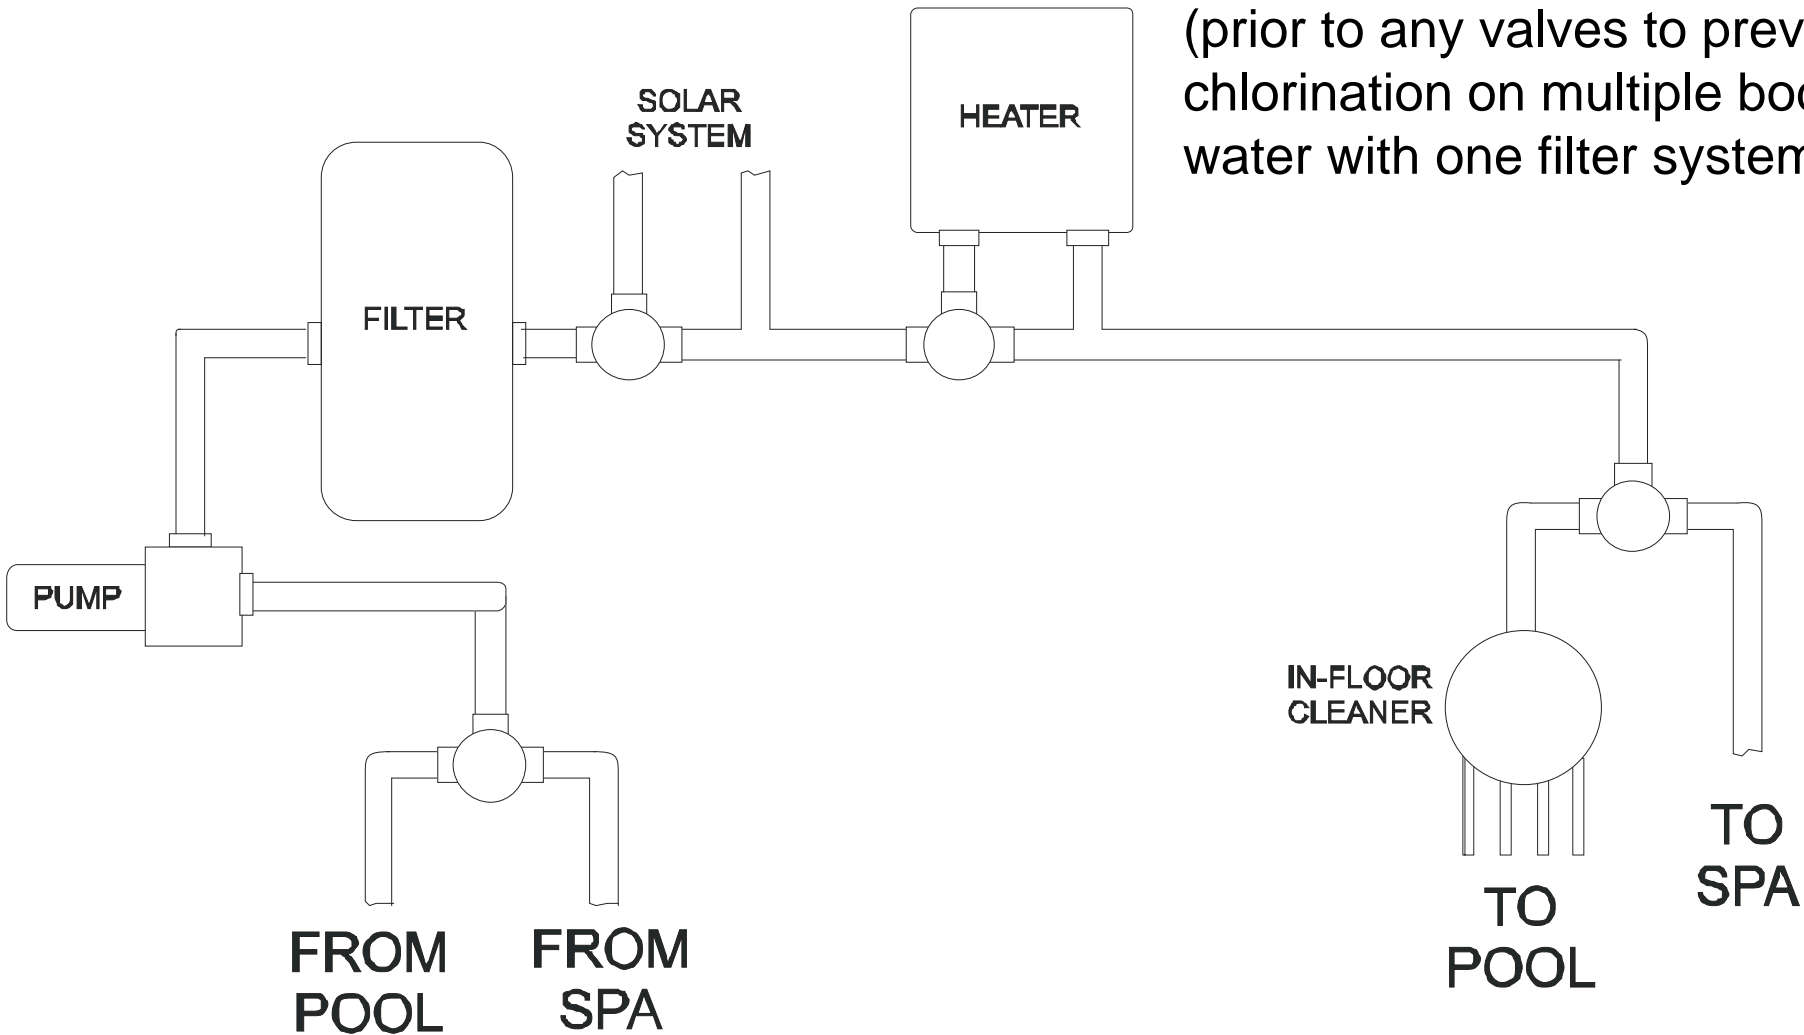 (prior to any valves to prev
chlorination on multiple
water with one filter system
SOLAR
SYSTEM
HEATER
FILTER
PUMP
IN-FLOOR
CLEANER
TO
SPA
TO
POOL
FROM
POOL
FROM
SPA